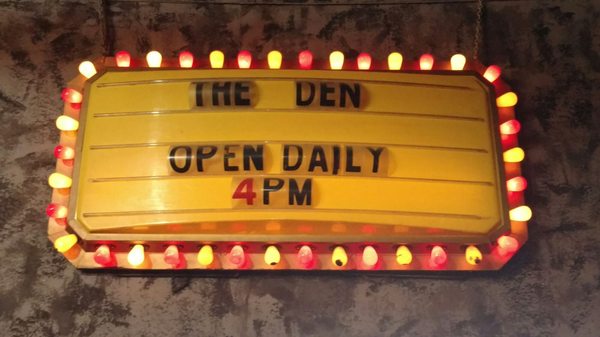 THE DEN
OPEN DAILY
4PM